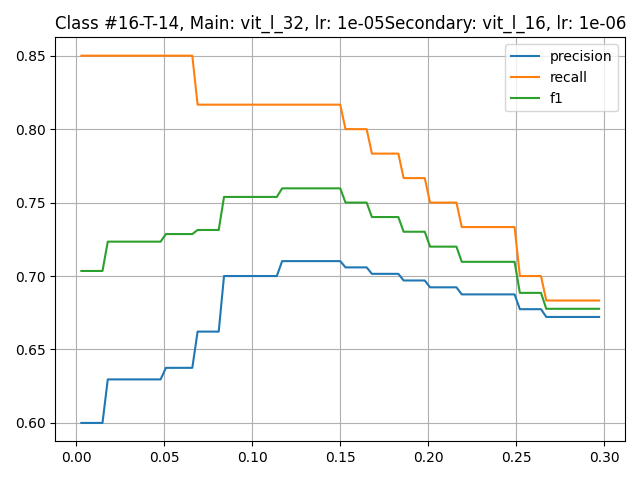 Class #16-T-14, Main: vit_l_32, lr: 1e-05Secondary: vit_l_16, lr: 1e-06
precision
recall
f1
0.85
0.80
0.75
0.70
0.65
0.60
0.00 0.05 0.10 0.15 0.20 0.25 0.30